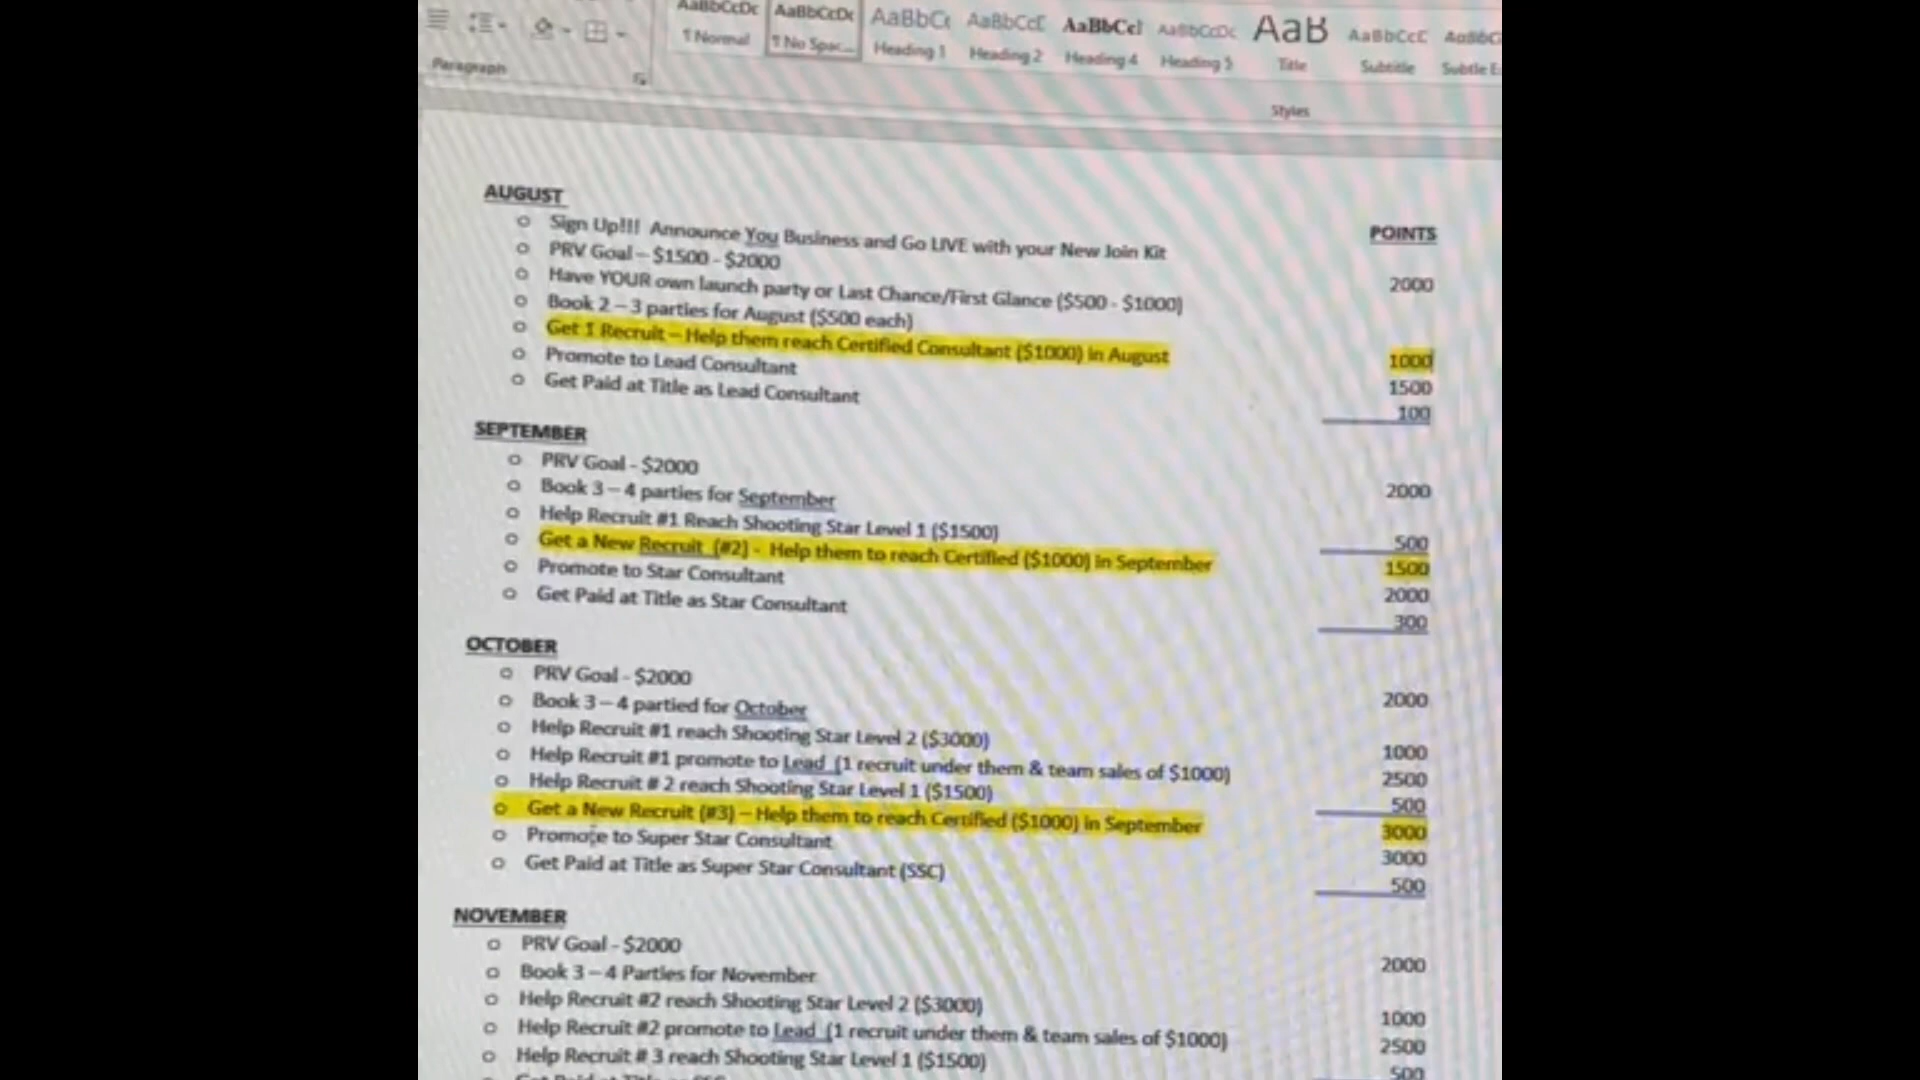 AaBbCcDc AaBbCcDc AaBbCc AaBbCcD AaBbCcI AaBbCcDc AaB AaBbCcC AaBbC
¶ Normal ¶ No Spac... Heading 1 Heading 2 Heading 4 Heading 5 Title Subtitle Subtle E
Paragraph
Styles
AUGUST
POINTS
Sign Up!!! Announce You Business and Go LIVE with your New Join Kit
PRV Goal – $1500 - $2000 2000
Have YOUR own launch party or Last Chance/First Glance ($500 - $1000)
Book 2 – 3 parties for August ($500 each)
Get 1 Recruit – Help them reach Certified Consultant ($1000) in August 1000
Promote to Lead Consultant 1500
Get Paid at Title as Lead Consultant 100
SEPTEMBER
PRV Goal - $2000 2000
Book 3 – 4 parties for September
Help Recruit #1 Reach Shooting Star Level 1 ($1500) 500
Get a New Recruit (#2) - Help them to reach Certified ($1000) in September 1500
Promote to Star Consultant 2000
Get Paid at Title as Star Consultant 300
OCTOBER
PRV Goal - $2000 2000
Book 3 – 4 partied for October
Help Recruit #1 reach Shooting Star Level 2 ($3000) 1000
Help Recruit #1 promote to Lead (1 recruit under them & team sales of $1000) 2500
Help Recruit # 2 reach Shooting Star Level 1 ($1500) 500
Get a New Recruit (#3) – Help them to reach Certified ($1000) in September 3000
Promote to Super Star Consultant 3000
Get Paid at Title as Super Star Consultant (SSC) 500
NOVEMBER
PRV Goal - $2000 2000
Book 3 – 4 Parties for November
Help Recruit #2 reach Shooting Star Level 2 ($3000) 1000
Help Recruit #2 promote to Lead (1 recruit under them & team sales of $1000) 2500
Help Recruit # 3 reach Shooting Star Level 1 ($1500) 500